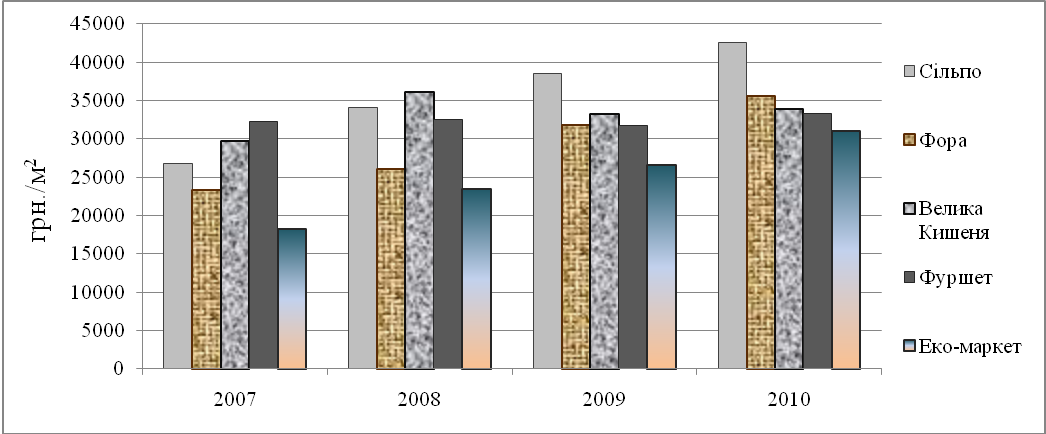 45000
40000
35000
30000
25000
20000
15000
10000
5000
0
грн./м²
2007
2008
2009
2010
Сільпо
Фора
Велика
Кишеня
Фуршет
Еко-маркет